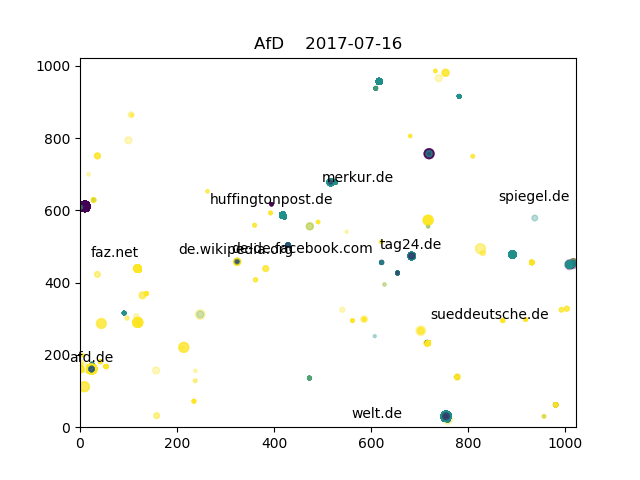 AfD    2017-07-16
1000
800
600
400
200
0
merkur.de
huffingtonpost.de
spiegel.de
faz.net
de.wikipedia.org
de-de.facebook.com
tag24.de
sueddeutsche.de
afd.de
welt.de
0 200 400 600 800 1000